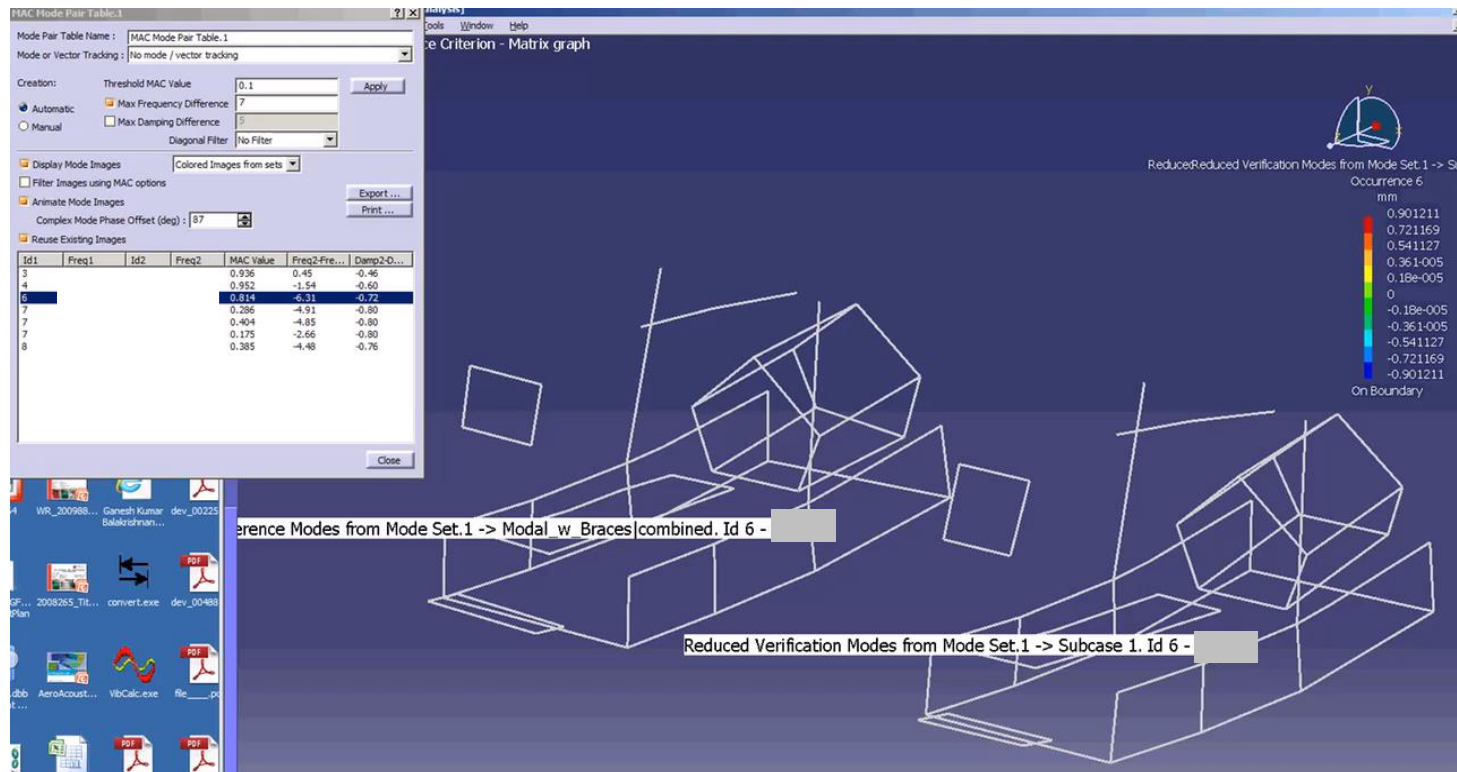 MAC Mode Pair Table.1
Mode Pair Table Name : MAC Mode Pair Table.1
Mode or Vector Tracking : No mode / vector tracking
Creation: Threshold MAC Value 0.1 Apply
Automatic Max Frequency Difference 7
Manual Max Damping Difference 5
Diagonal Filter No Filter
Display Mode Images Colored Images from sets
Filter Images using MAC options
Export ...
Animate Mode Images
Print ...
Complex Mode Phase Offset (deg) : 87
Reuse Existing Images
Id1 Freq1 Id2 Freq2 MAC Value Freq2-Fre... Damp2-D...
3 0.936 0.45 -0.46
4 0.952 -1.54 -0.60
6 0.814 -6.31 -0.72
7 0.286 -4.91 -0.80
7 0.404 -4.85 -0.80
7 0.175 -2.66 -0.80
8 0.385 -4.48 -0.76
Close
nalysis]
Tools Window Help
ce Criterion - Matrix graph
y
ReducedReduced Verification Modes from Mode Set.1 -> S
Occurrence 6
mm
0.901211
0.721169
0.541127
0.361-005
0.18e-005
0
-0.18e-005
-0.361-005
-0.541127
-0.721169
-0.901211
On Boundary
erence Modes from Mode Set.1 -> Modal_w_Braces|combined. Id 6 -
Reduced Verification Modes from Mode Set.1 -> Subcase 1. Id 6 -
WR_200988... Ganesh Kumar dev_00225
Balakrishnan...
PDF
2008265_Tit... convert.exe dev_00488
Plan
PDF
.dbb AeroAcoust... VibCalc.exe file____.pd
PDF PDF